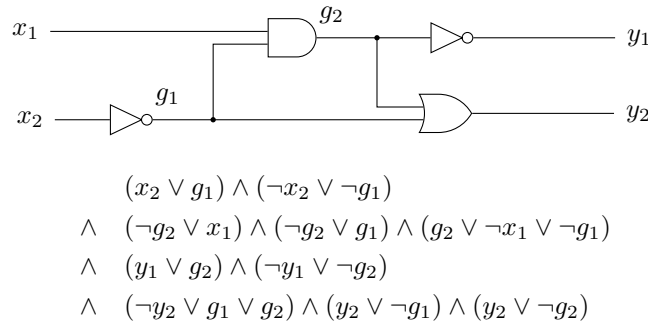 x₁ g₂ y₁
x₂ g₁ y₂
(x₂ ∨ g₁) ∧ (¬x₂ ∨ ¬g₁)
∧ (¬g₂ ∨ x₁) ∧ (¬g₂ ∨ g₁) ∧ (g₂ ∨ ¬x₁ ∨ ¬g₁)
∧ (y₁ ∨ g₂) ∧ (¬y₁ ∨ ¬g₂)
∧ (¬y₂ ∨ g₁ ∨ g₂) ∧ (y₂ ∨ ¬g₁) ∧ (y₂ ∨ ¬g₂)